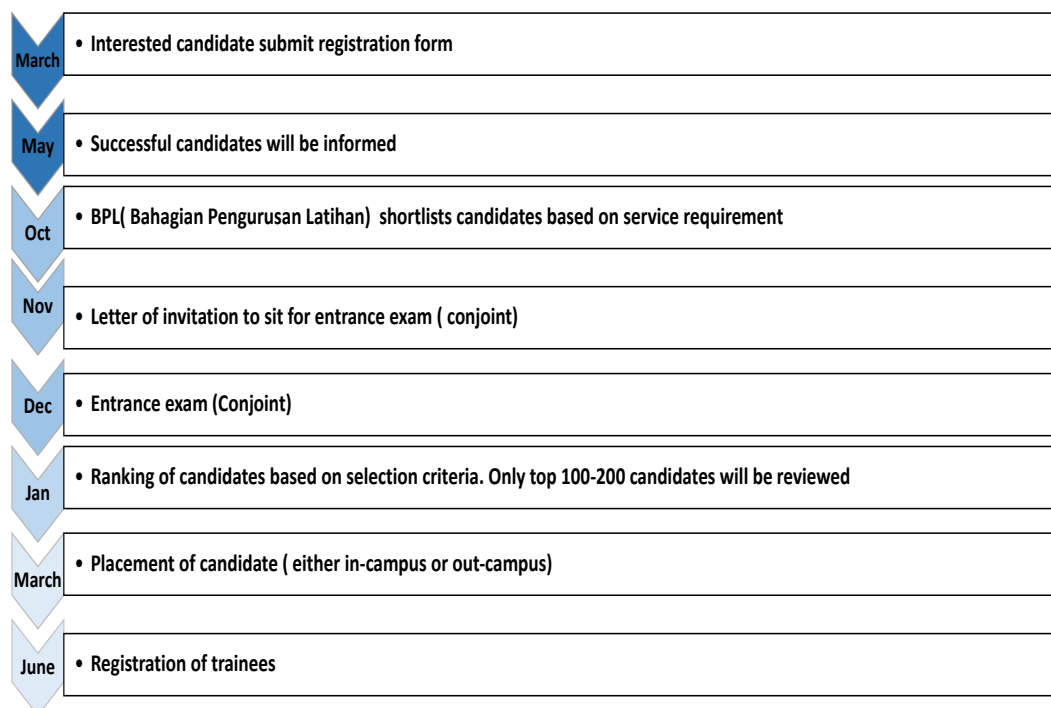 March
• Interested candidate submit registration form
May
• Successful candidates will be informed
Oct
• BPL( Bahagian Pengurusan Latihan) shortlists candidates based on service requirement
Nov
• Letter of invitation to sit for entrance exam ( conjoint)
Dec
• Entrance exam (Conjoint)
Jan
• Ranking of candidates based on selection criteria. Only top 100-200 candidates will be reviewed
March
• Placement of candidate ( either in-campus or out-campus)
June
• Registration of trainees